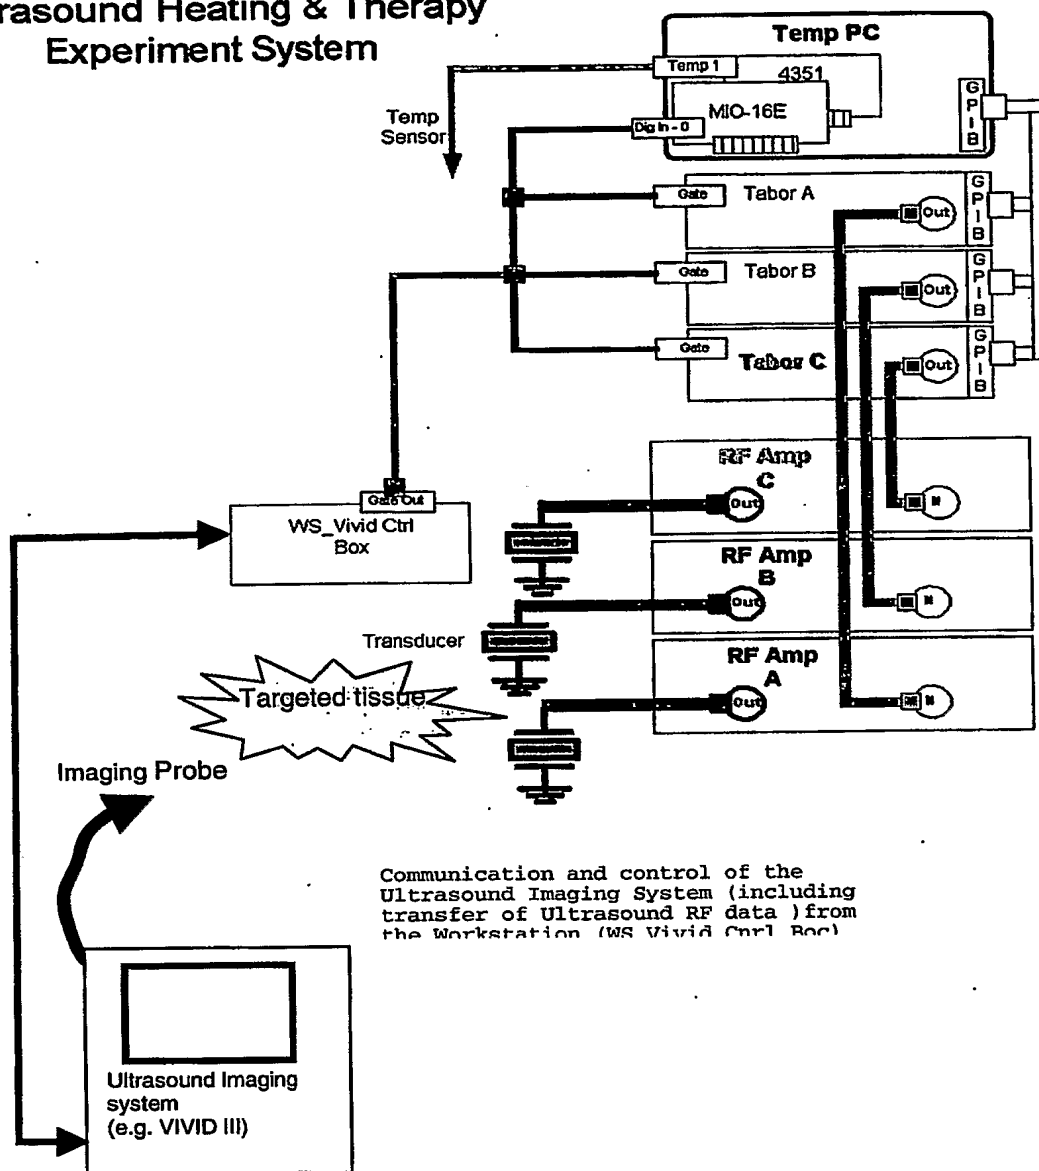 rasound Heating & Therapy
Experiment System
Temp PC
Temp 1
4351
MIO-16E
Dig In - 0
GPIB
Temp
Sensor
Gate
Tabor A
Out
GPIB
Gate
Tabor B
Out
GPIB
Gate
Tabor C
Out
GPIB
RF Amp
C
Out
Gate Out
WS_Vivid Ctrl
Box
RF Amp
B
Out
Transducer
RF Amp
A
Out
Targeted tissue
Imaging Probe
Communication and control of the
Ultrasound Imaging System (including
transfer of Ultrasound RF data )from
the Workstation (WS Vivid Cnrl Boc)
Ultrasound Imaging
system
(e.g. VIVID III)